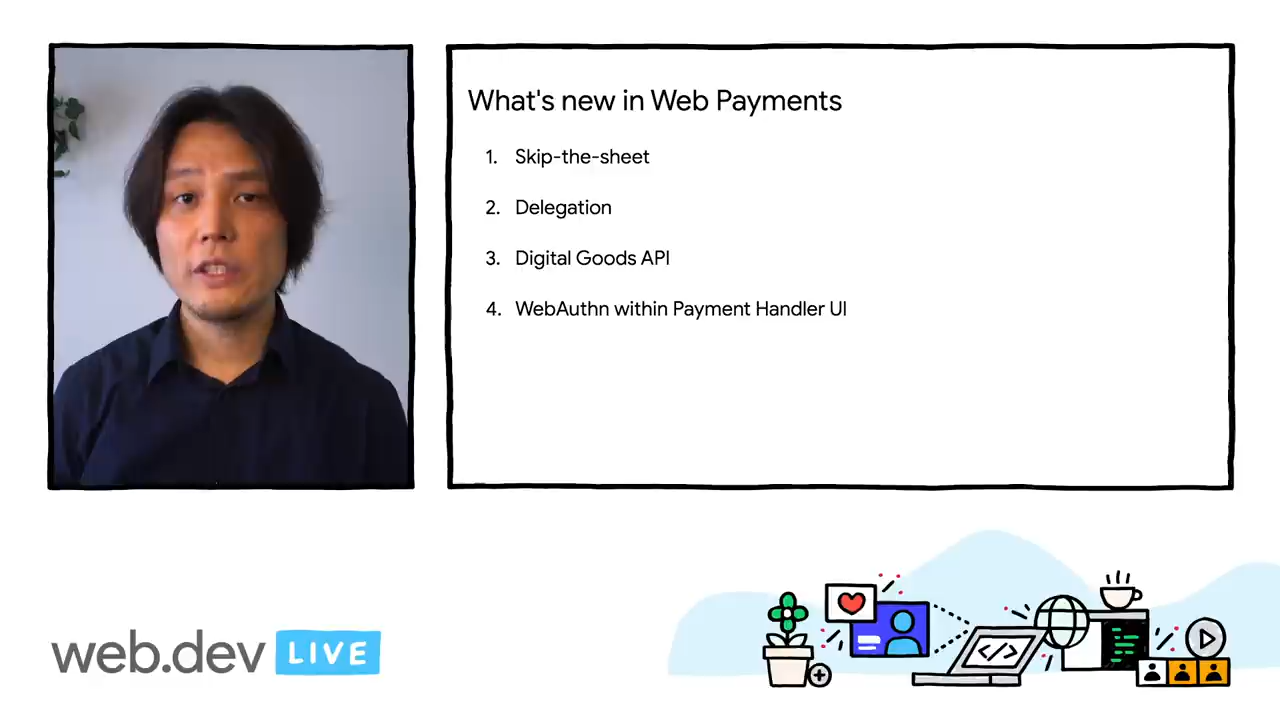 What's new in Web Payments
1. Skip-the-sheet
2. Delegation
3. Digital Goods API
4. WebAuthn within Payment Handler UI
</>
web.dev LIVE